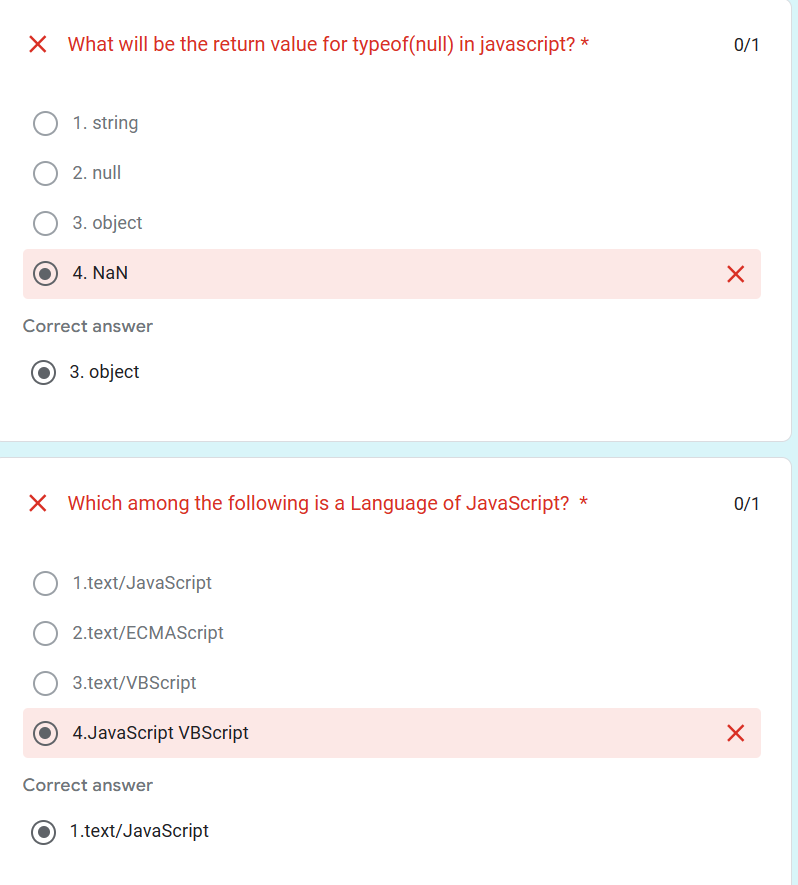 What will be the return value for typeof(null) in javascript? * 0/1
1. string
2. null
3. object
4. NaN
Correct answer
3. object
Which among the following is a Language of JavaScript? * 0/1
1.text/JavaScript
2.text/ECMAScript
3.text/VBScript
4.JavaScript VBScript
Correct answer
1.text/JavaScript